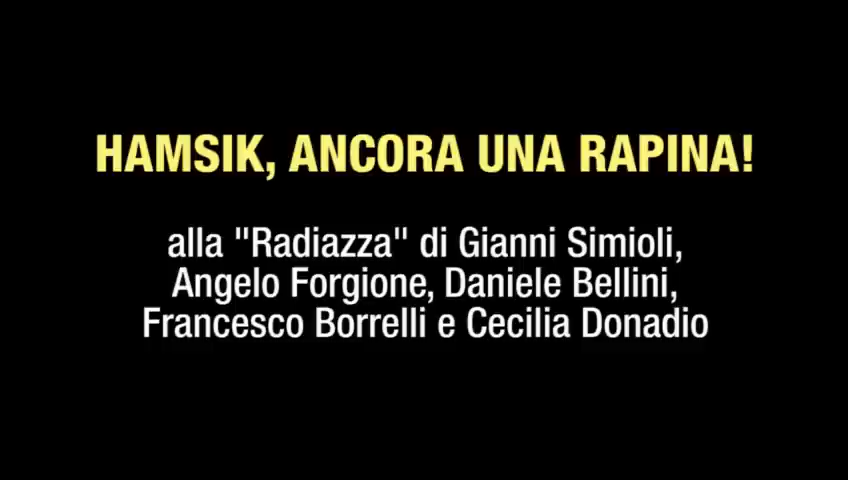 HAMSIK, ANCORA UNA RAPINA!
alla "Radiazza" di Gianni Simioli,
Angelo Forgione, Daniele Bellini,
Francesco Borrelli e Cecilia Donadio